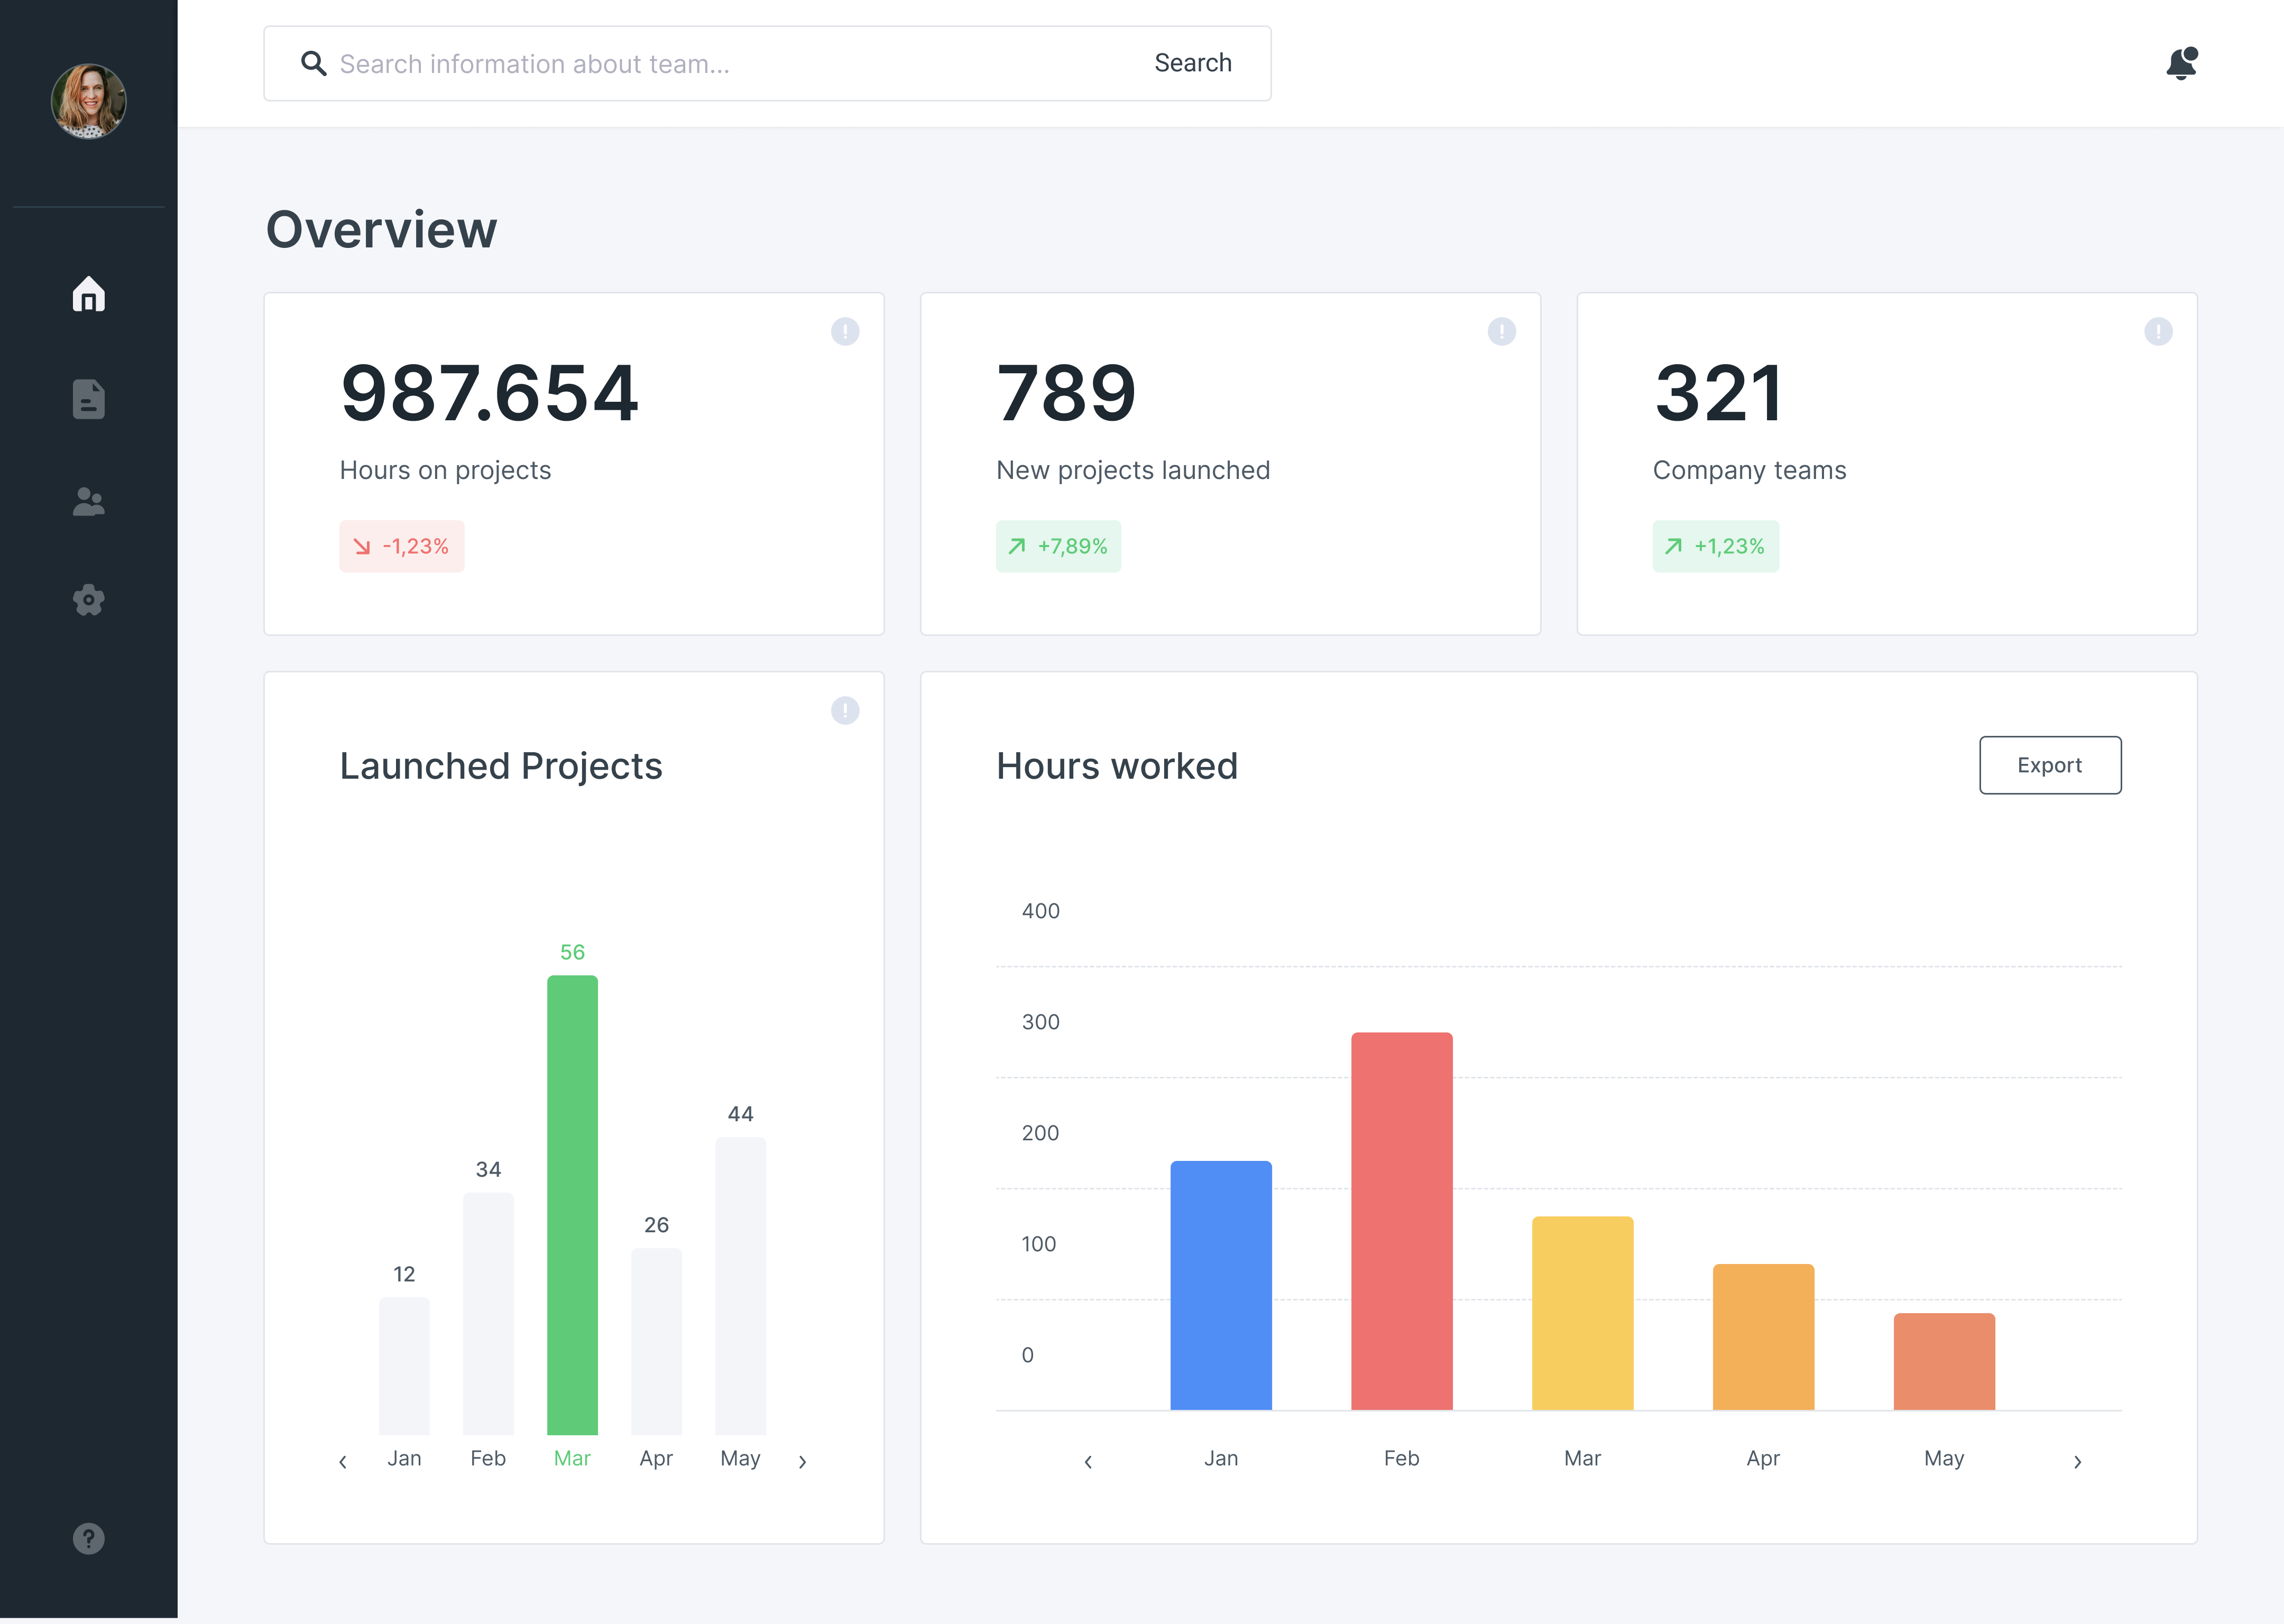 Search information about team...
Search
Overview
987.654
Hours on projects
-1,23%
789
New projects launched
+7,89%
321
Company teams
+1,23%
Launched Projects
56
44
34
26
12
Jan Feb Mar Apr May
Hours worked
Export
400
300
200
100
0
Jan Feb Mar Apr May